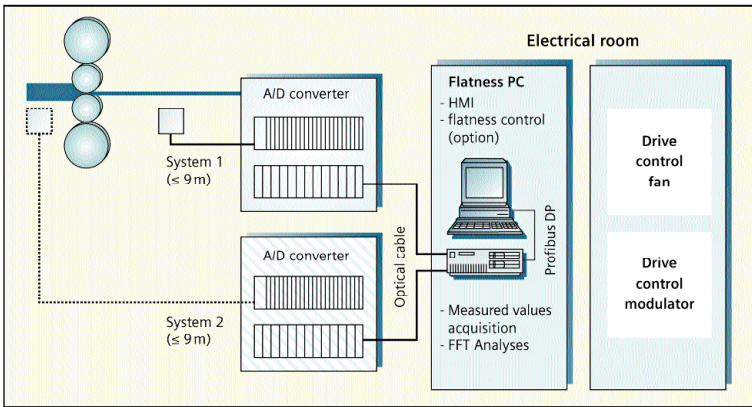 Electrical room
A/D converter
System 1
(≤ 9 m)
A/D converter
System 2
(≤ 9 m)
Optical cable
Flatness PC
- HMI
- flatness control
(option)
Profibus DP
- Measured values
acquisition
- FFT Analyses
Drive
control
fan
Drive
control
modulator